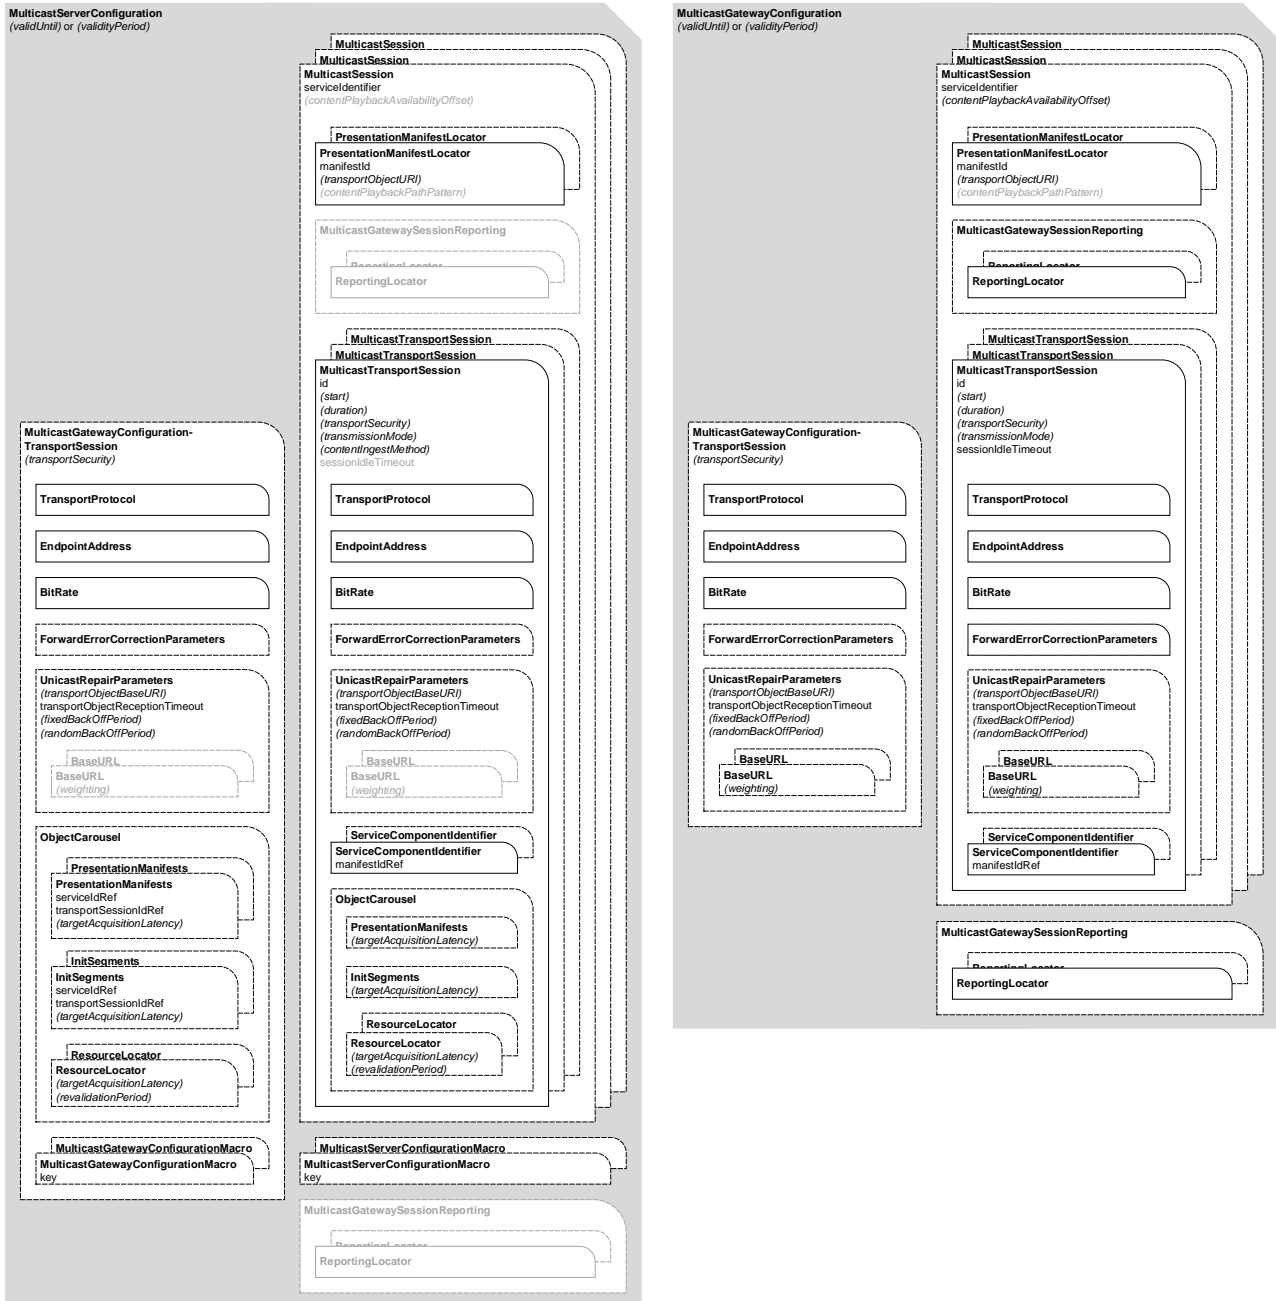 MulticastServerConfiguration
(validUntil) or (validityPeriod)
MulticastSession
MulticastSession
MulticastSession
serviceIdentifier
(contentPlaybackAvailabilityOffset)
PresentationManifestLocator
PresentationManifestLocator
manifestId
(transportObjectURI)
(contentPlaybackPathPattern)
MulticastGatewaySessionReporting
ReportingLocator
ReportingLocator
MulticastTransportSession
MulticastTransportSession
MulticastTransportSession
id
(start)
(duration)
(transportSecurity)
(transmissionMode)
(contentIngestMethod)
sessionIdleTimeout
TransportProtocol
EndpointAddress
BitRate
ForwardErrorCorrectionParameters
UnicastRepairParameters
(transportObjectBaseURI)
transportObjectReceptionTimeout
(fixedBackOffPeriod)
(randomBackOffPeriod)
BaseURL
BaseURL
(weighting)
ServiceComponentIdentifier
ServiceComponentIdentifier
manifestIdRef
ObjectCarousel
PresentationManifests
(targetAcquisitionLatency)
InitSegments
(targetAcquisitionLatency)
ResourceLocator
ResourceLocator
(targetAcquisitionLatency)
(revalidationPeriod)
MulticastGatewayConfiguration-
TransportSession
(transportSecurity)
TransportProtocol
EndpointAddress
BitRate
ForwardErrorCorrectionParameters
UnicastRepairParameters
(transportObjectBaseURI)
transportObjectReceptionTimeout
(fixedBackOffPeriod)
(randomBackOffPeriod)
BaseURL
BaseURL
(weighting)
ObjectCarousel
PresentationManifests
PresentationManifests
serviceIdRef
transportSessionIdRef
(targetAcquisitionLatency)
InitSegments
InitSegments
serviceIdRef
transportSessionIdRef
(targetAcquisitionLatency)
ResourceLocator
ResourceLocator
(targetAcquisitionLatency)
(revalidationPeriod)
MulticastGatewayConfigurationMacro
MulticastGatewayConfigurationMacro
key
MulticastServerConfigurationMacro
MulticastServerConfigurationMacro
key
MulticastGatewaySessionReporting
ReportingLocator
ReportingLocator
MulticastGatewayConfiguration
(validUntil) or (validityPeriod)
MulticastSession
MulticastSession
MulticastSession
serviceIdentifier
(contentPlaybackAvailabilityOffset)
PresentationManifestLocator
PresentationManifestLocator
manifestId
(transportObjectURI)
(contentPlaybackPathPattern)
MulticastGatewaySessionReporting
ReportingLocator
ReportingLocator
MulticastTransportSession
MulticastTransportSession
MulticastTransportSession
id
(start)
(duration)
(transportSecurity)
(transmissionMode)
sessionIdleTimeout
TransportProtocol
EndpointAddress
BitRate
ForwardErrorCorrectionParameters
UnicastRepairParameters
(transportObjectBaseURI)
transportObjectReceptionTimeout
(fixedBackOffPeriod)
(randomBackOffPeriod)
BaseURL
BaseURL
(weighting)
ServiceComponentIdentifier
ServiceComponentIdentifier
manifestIdRef
MulticastGatewayConfiguration-
TransportSession
(transportSecurity)
TransportProtocol
EndpointAddress
BitRate
ForwardErrorCorrectionParameters
UnicastRepairParameters
(transportObjectBaseURI)
transportObjectReceptionTimeout
(fixedBackOffPeriod)
(randomBackOffPeriod)
BaseURL
BaseURL
(weighting)
MulticastGatewaySessionReporting
ReportingLocator
ReportingLocator